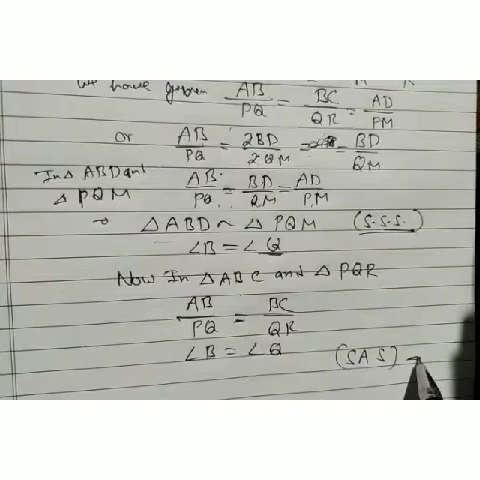 we have given AB/PQ = BC/QR = AD/PM
or AB/PQ = 2BD/2QM = BD/QM
In △ ABD and
△ PQM
AB/PQ = BD/QM = AD/PM
⇒ △ ABD ~ △ PQM (S.S.S.)
∠B = ∠Q
Now In △ ABC and △ PQR
AB/PQ = BC/QR
∠B = ∠Q (SAS)